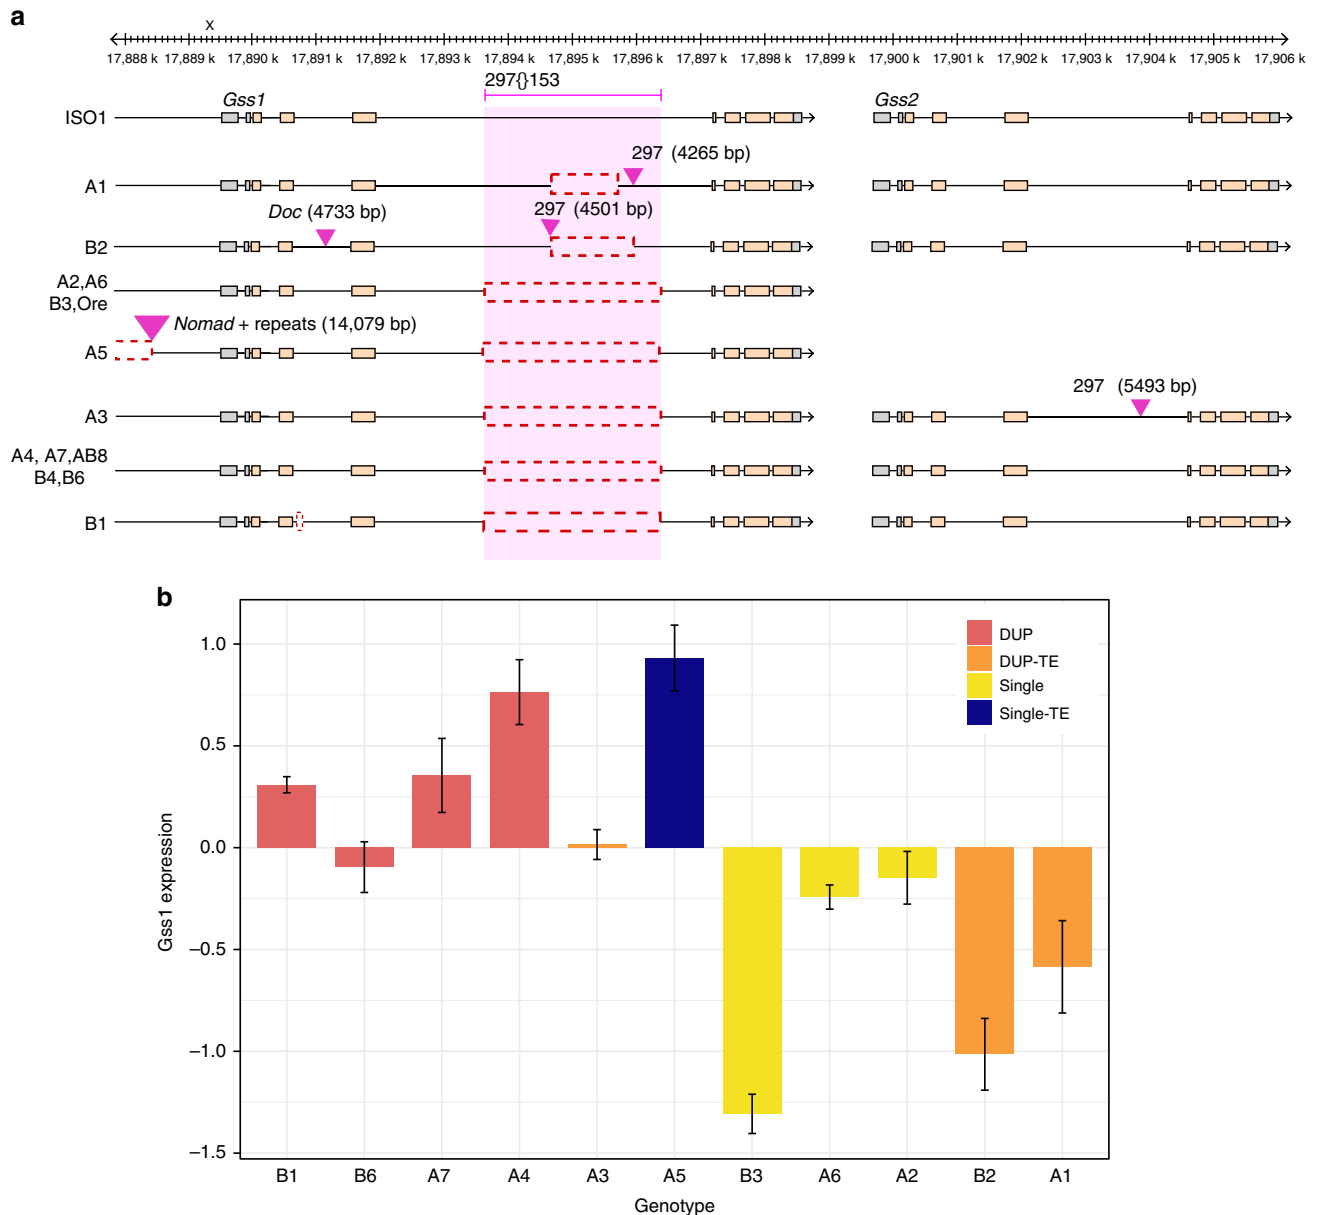 a
x
17,888 k 17,889 k 17,890 k 17,891 k 17,892 k 17,893 k 17,894 k 17,895 k 17,896 k 17,897 k 17,898 k 17,899 k 17,900 k 17,901 k 17,902 k 17,903 k 17,904 k 17,905 k 17,906 k
297{}153
Gss1 Gss2
ISO1
297 (4265 bp)
A1
Doc (4733 bp) 297 (4501 bp)
B2
A2,A6
B3,Ore
Nomad + repeats (14,079 bp)
A5
297 (5493 bp)
A3
A4, A7,AB8
B4,B6
B1
b
1.0
0.5
0.0
−0.5
−1.0
−1.5
Gss1 expression
DUP
DUP-TE
Single
Single-TE
B1 B6 A7 A4 A3 A5 B3 A6 A2 B2 A1
Genotype